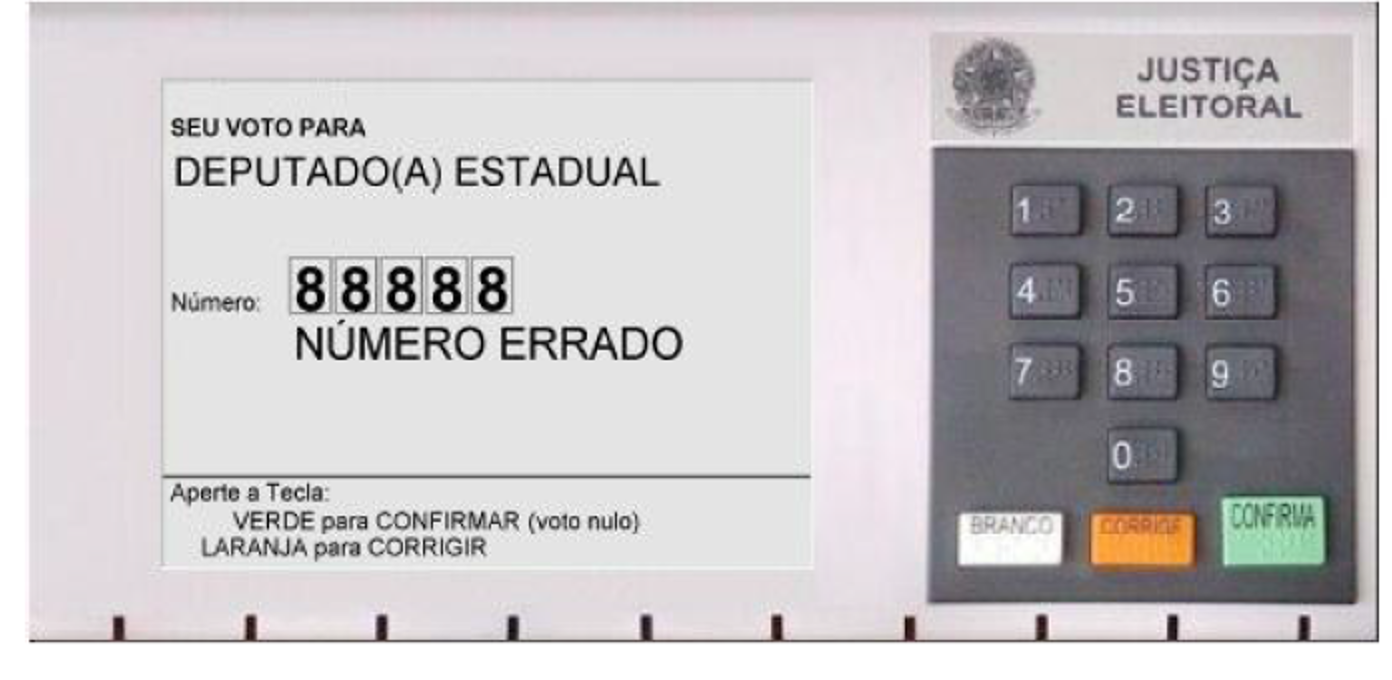 SEU VOTO PARA
DEPUTADO(A) ESTADUAL
Número: 88888
NÚMERO ERRADO
Aperte a Tecla:
VERDE para CONFIRMAR (voto nulo)
LARANJA para CORRIGIR
JUSTIÇA
ELEITORAL
1 2 3
4 5 6
7 8 9
0
BRANCO CORRIGE CONFIRMA